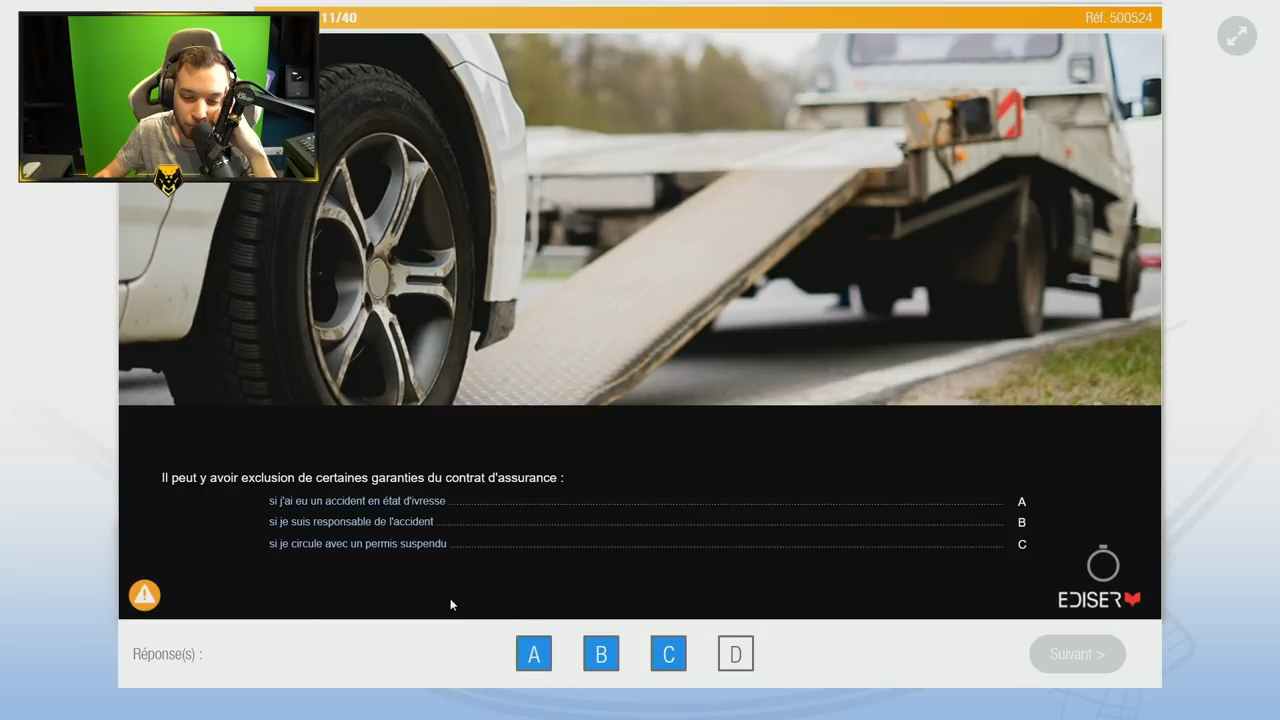 11/40
Réf. 500524
Il peut y avoir exclusion de certaines garanties du contrat d'assurance :
si j'ai eu un accident en état d'ivresse A
si je suis responsable de l'accident B
si je circule avec un permis suspendu C
EDISER
Réponse(s) :
A B C D
Suivant >